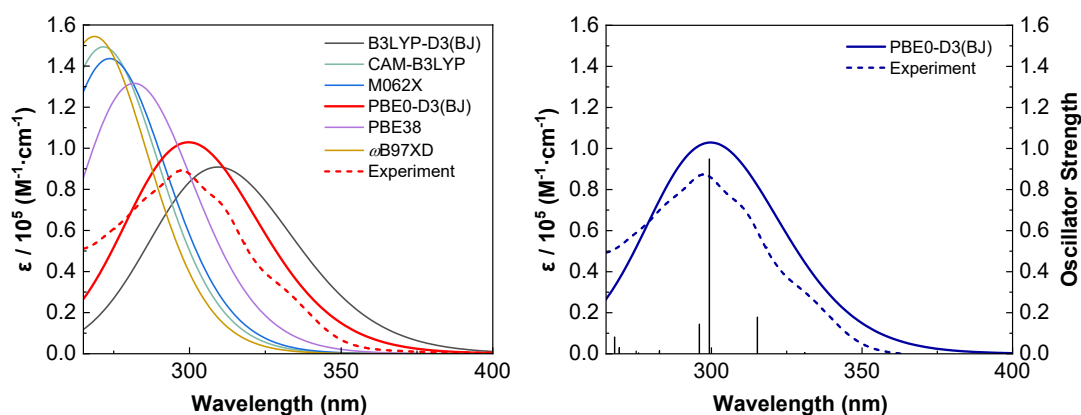 1.6
1.4
1.2
1.0
0.8
0.6
0.4
0.2
0.0
ε / 10⁵ (M⁻¹·cm⁻¹)
B3LYP-D3(BJ)
CAM-B3LYP
M062X
PBE0-D3(BJ)
PBE38
ωB97XD
Experiment
300
350
400
Wavelength (nm)
1.6
1.4
1.2
1.0
0.8
0.6
0.4
0.2
0.0
ε / 10⁵ (M⁻¹·cm⁻¹)
PBE0-D3(BJ)
Experiment
300
350
400
Wavelength (nm)
1.6
1.4
1.2
1.0
0.8
0.6
0.4
0.2
0.0
Oscillator Strength